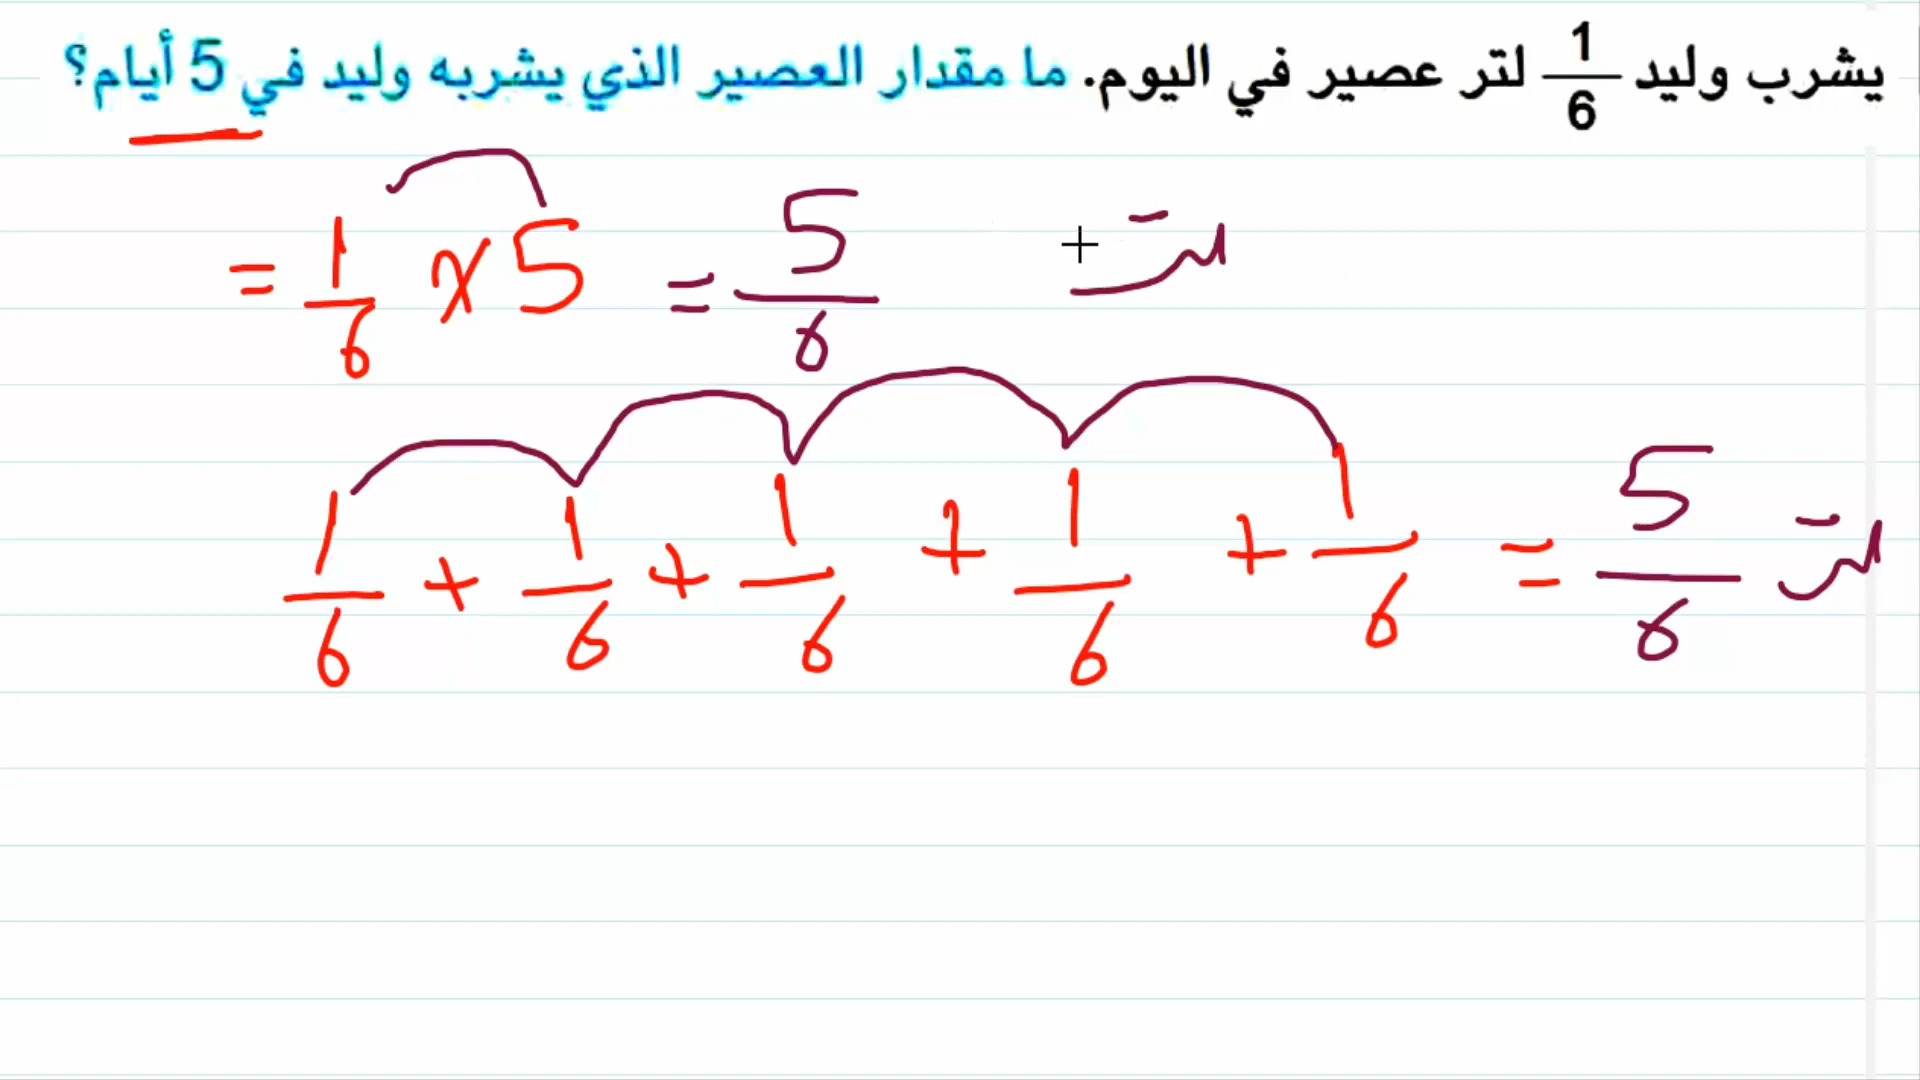 يشرب وليد 1/6 لتر عصير في اليوم. ما مقدار العصير الذي يشربه وليد في 5 أيام؟
= 1/6 × 5 = 5/6 لتر
1/6 + 1/6 + 1/6 + 1/6 + 1/6 = 5/6 لتر